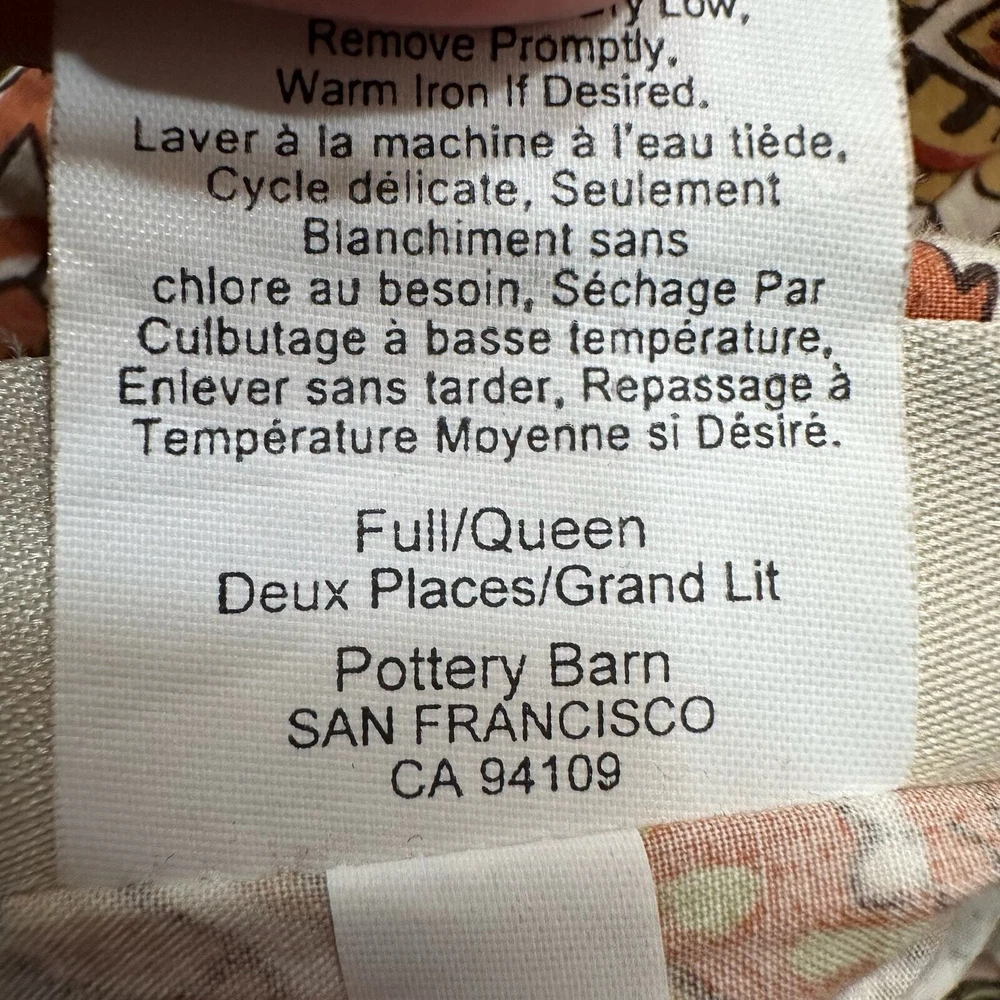 Low,
Remove Promptly,
Warm Iron If Desired.
Laver à la machine à l'eau tiède,
Cycle délicate, Seulement
Blanchiment sans
chlore au besoin, Séchage Par
Culbutage à basse température,
Enlever sans tarder, Repassage à
Température Moyenne si Désiré.
Full/Queen
Deux Places/Grand Lit
Pottery Barn
SAN FRANCISCO
CA 94109